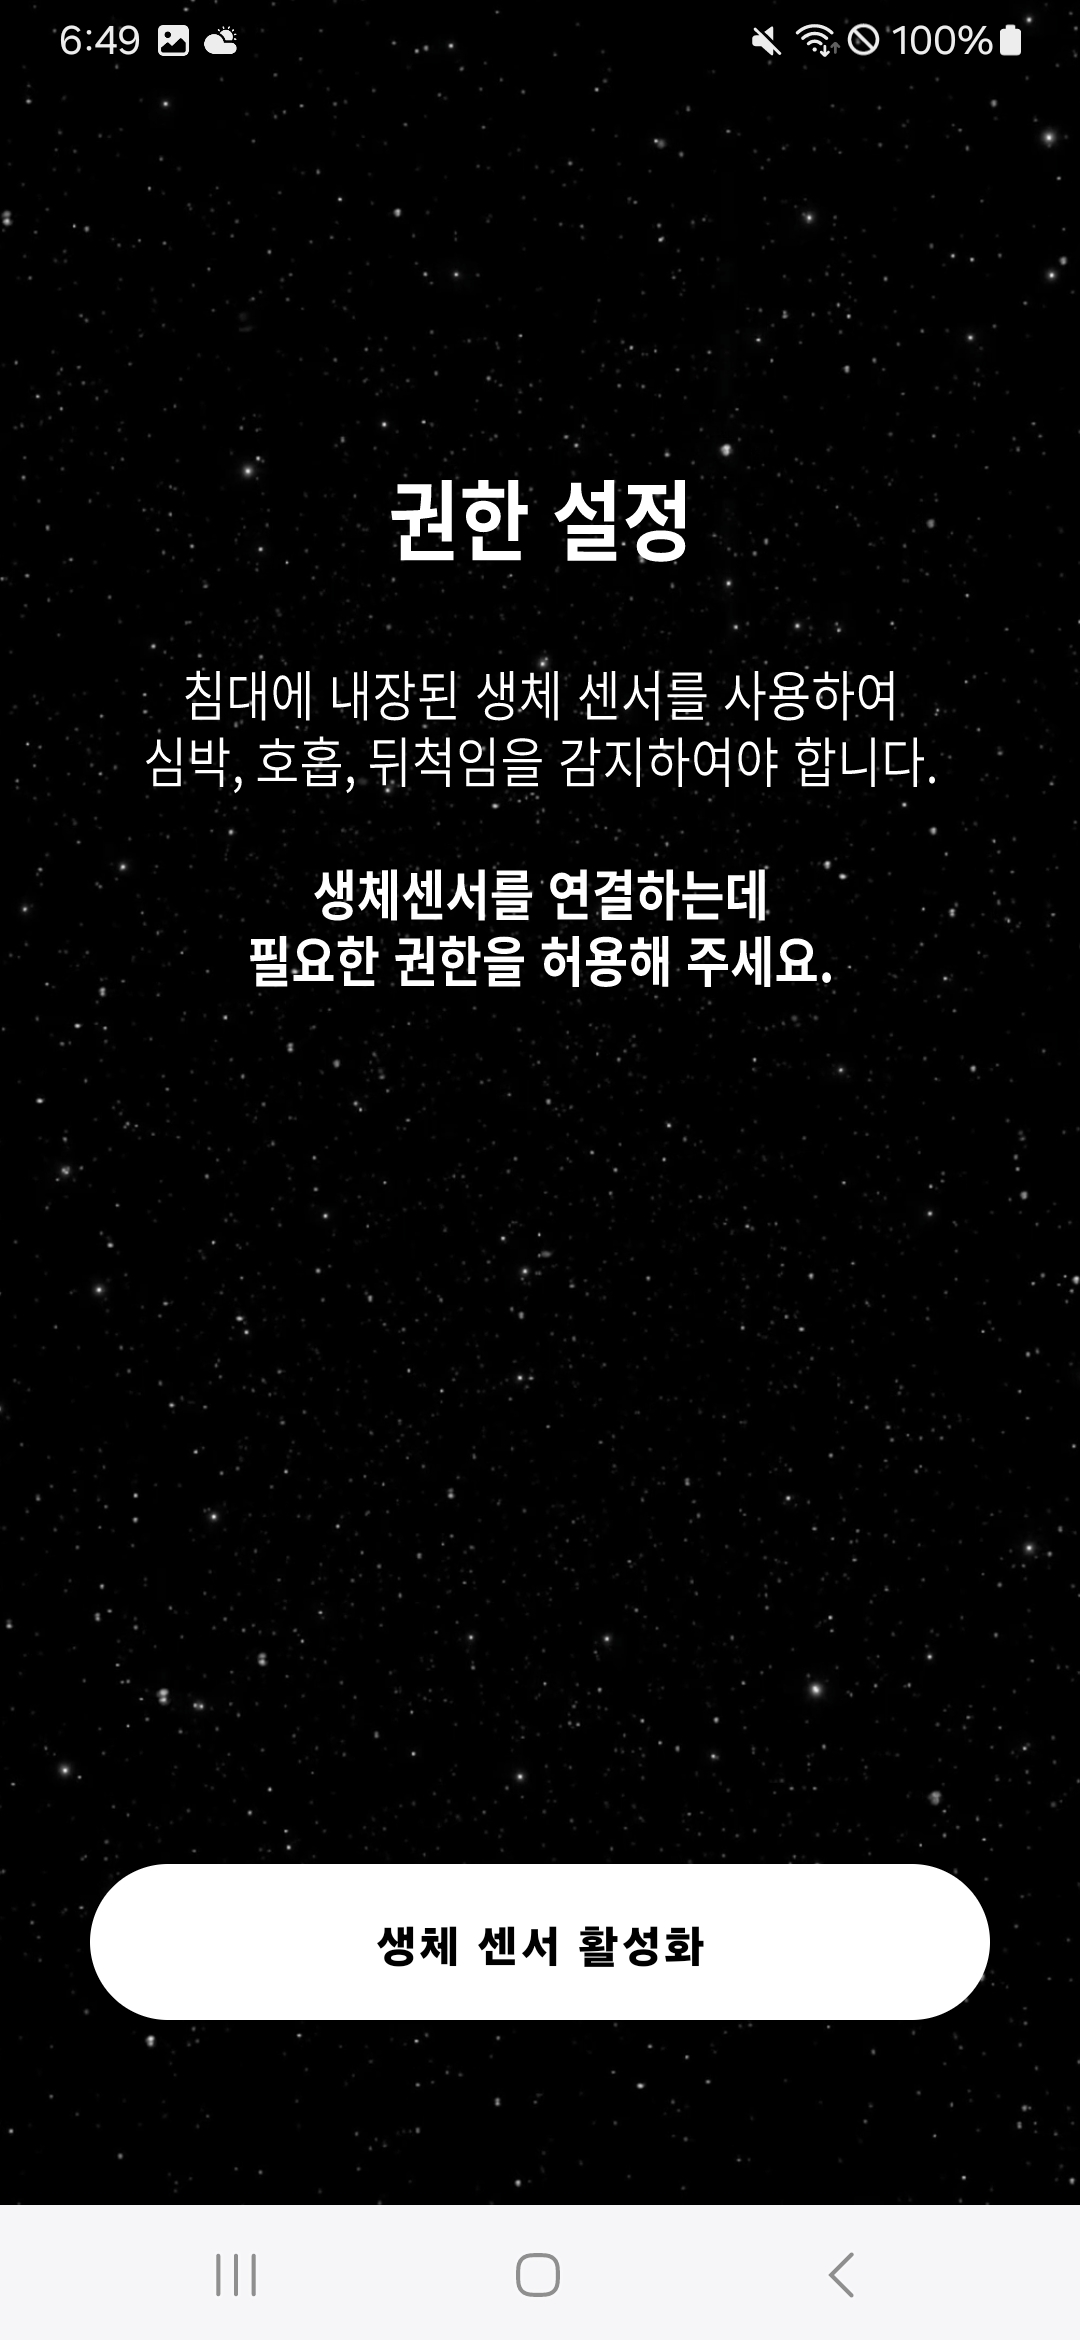 6:49
100%
권한 설정
침대에 내장된 생체 센서를 사용하여
심박, 호흡, 뒤척임을 감지하여야 합니다.
생체센서를 연결하는데
필요한 권한을 허용해 주세요.
생체 센서 활성화